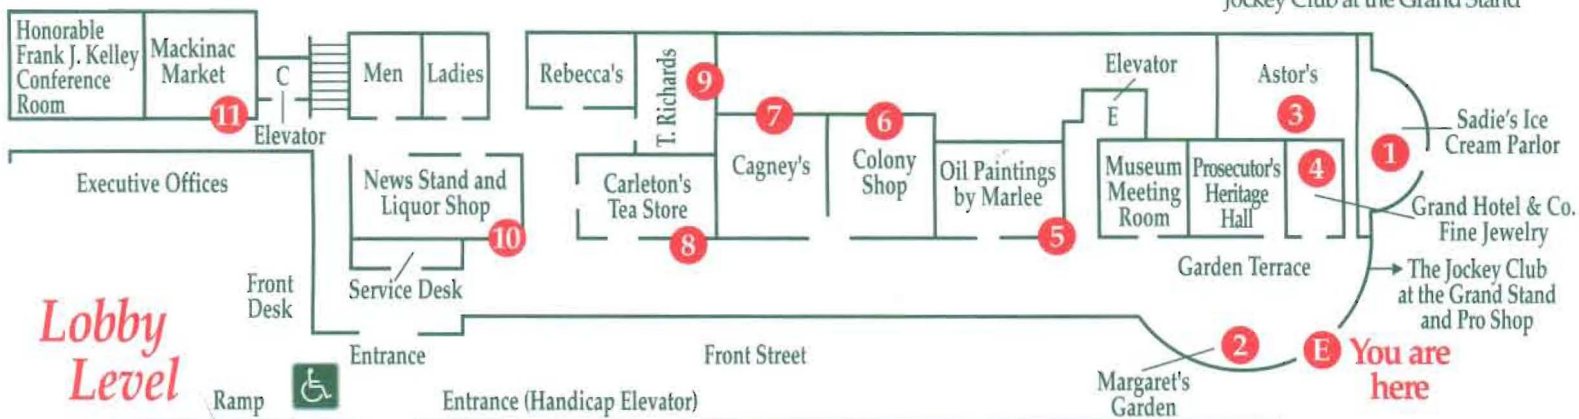 Jockey Club at the Grand Stand
Honorable
Frank J. Kelley
Conference
Room
Mackinac
Market
11
C
Elevator
Men
Ladies
Rebecca's
T. Richards
9
7
Cagney's
6
Colony
Shop
Oil Paintings
by Marlee
5
Elevator
E
Museum
Meeting
Room
Prosecutor's
Heritage
Hall
Astor's
3
4
1
Sadie's Ice
Cream Parlor
Grand Hotel & Co.
Fine Jewelry
The Jockey Club
at the Grand Stand
and Pro Shop
Executive Offices
News Stand and
Liquor Shop
10
Carleton's
Tea Store
8
Service Desk
Front
Desk
Garden Terrace
Lobby
Level
Entrance
Front Street
2
Margaret's
Garden
E
You are
here
Ramp
Entrance (Handicap Elevator)